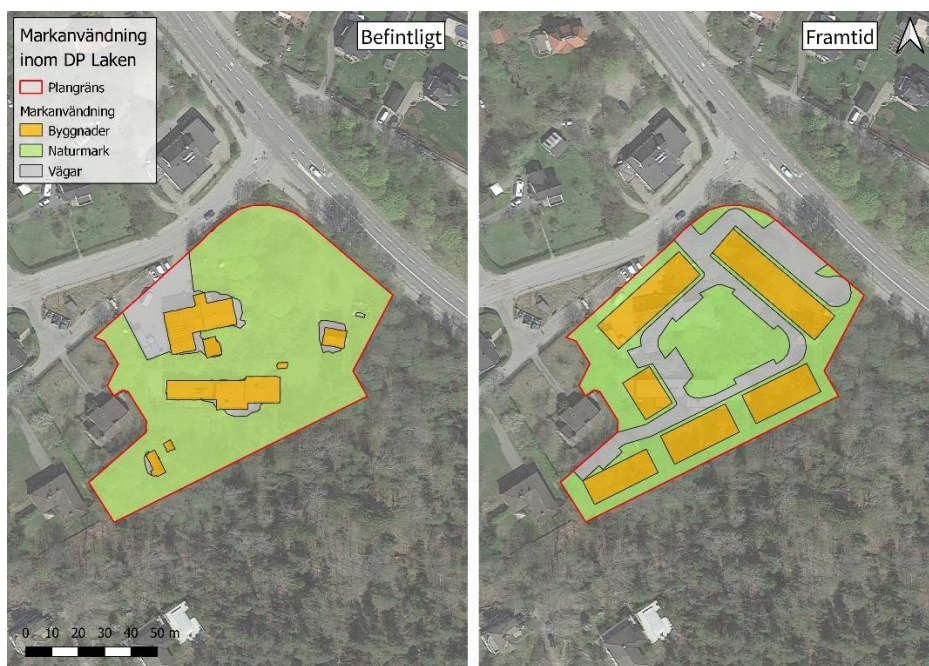 Markanvändning
inom DP Laken
Plangräns
Markanvändning
Byggnader
Naturmark
Vägar
Befintligt
Framtid
0 10 20 30 40 50 m